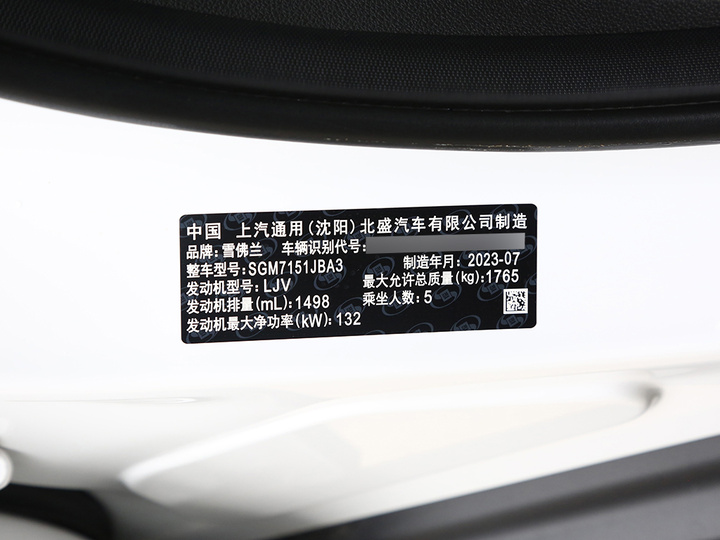 中国 上汽通用(沈阳)北盛汽车有限公司制造
品牌:雪佛兰 车辆识别代号:
整车型号:SGM7151JBA3 制造年月:2023-07
发动机型号:LJV 最大允许总质量(kg):1765
发动机排量(mL):1498 乘坐人数:5
发动机最大净功率(kW):132